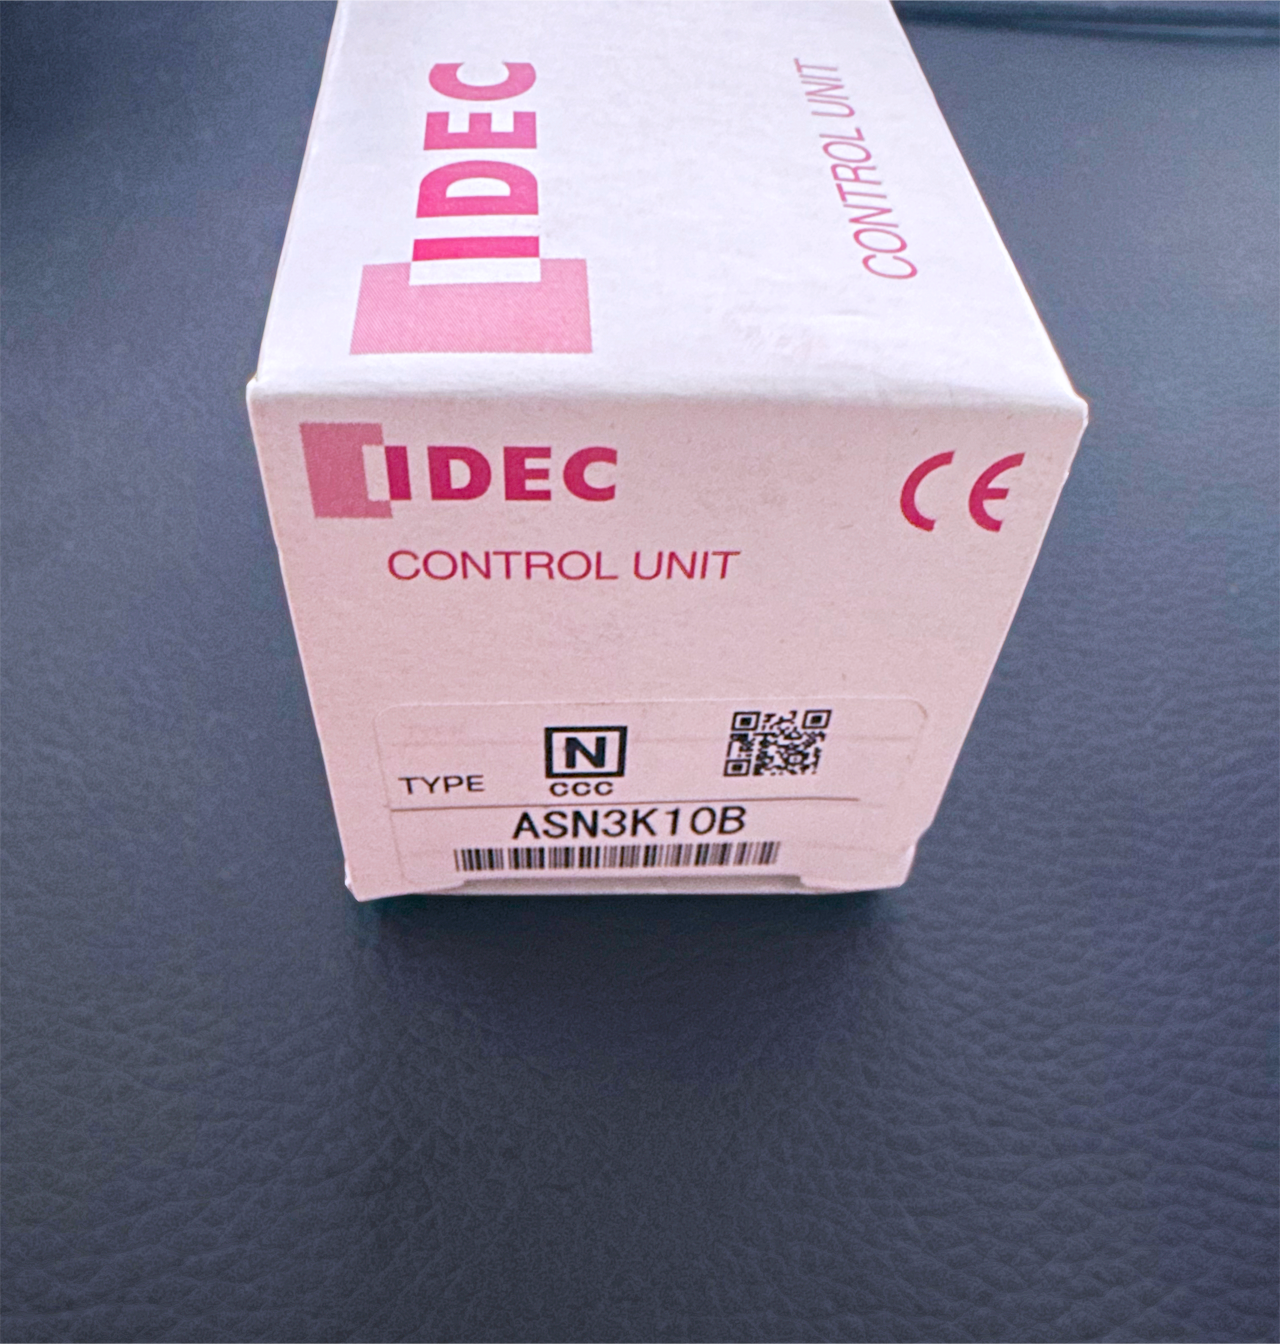 IDEC
CONTROL UNIT
IDEC
CE
CONTROL UNIT
N
TYPE
CCC
ASN3K10B